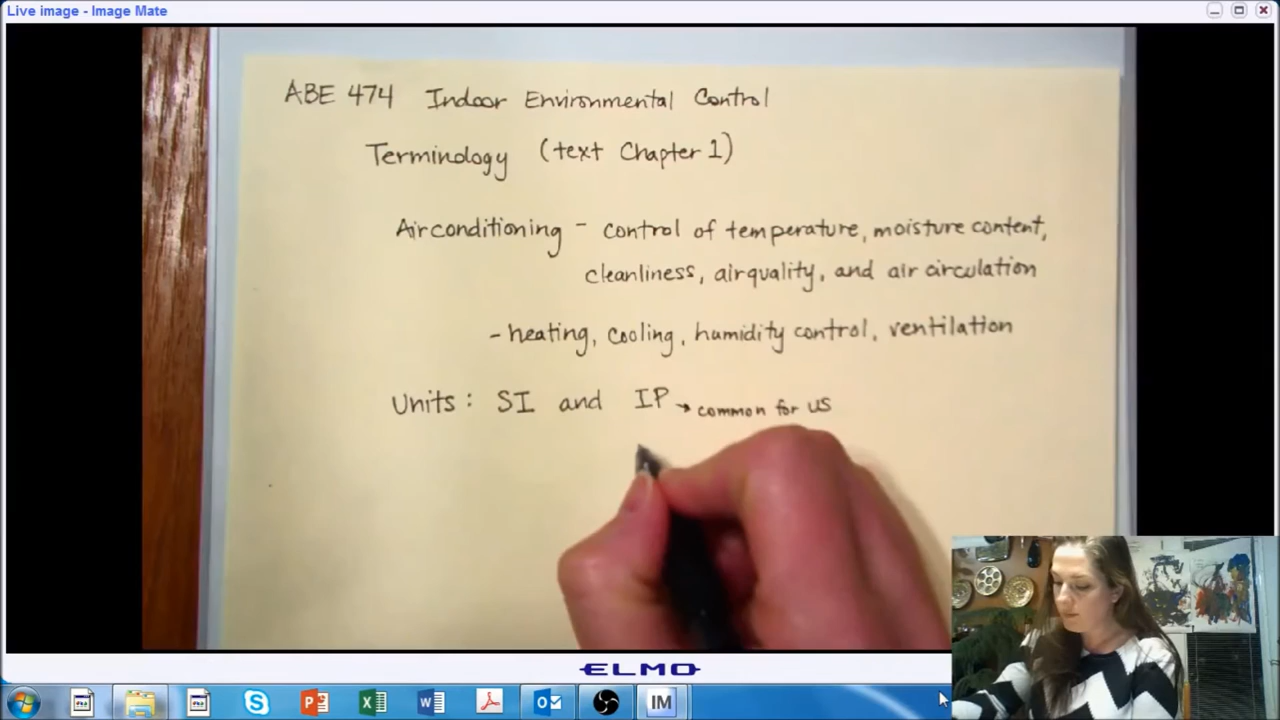 Live image - Image Mate
ABE 474 Indoor Environmental Control
Terminology (text Chapter 1)
Airconditioning - control of temperature, moisture content,
cleanliness, airquality, and air circulation
- heating, cooling, humidity control, ventilation
Units: SI and IP → common for US
ELMO
IM